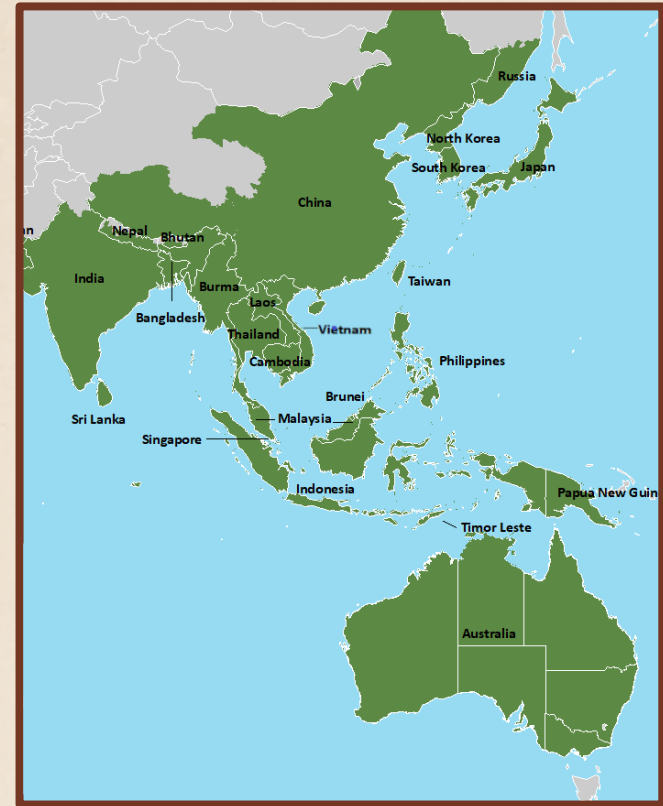 Russia
North Korea
South Korea
Japan
China
an
Nepal
Bhutan
India
Burma
Taiwan
Laos
Bangladesh
Vietnam
Thailand
Cambodia
Philippines
Brunei
Sri Lanka
Malaysia
Singapore
Indonesia
Papua New Guin
Timor Leste
Australia